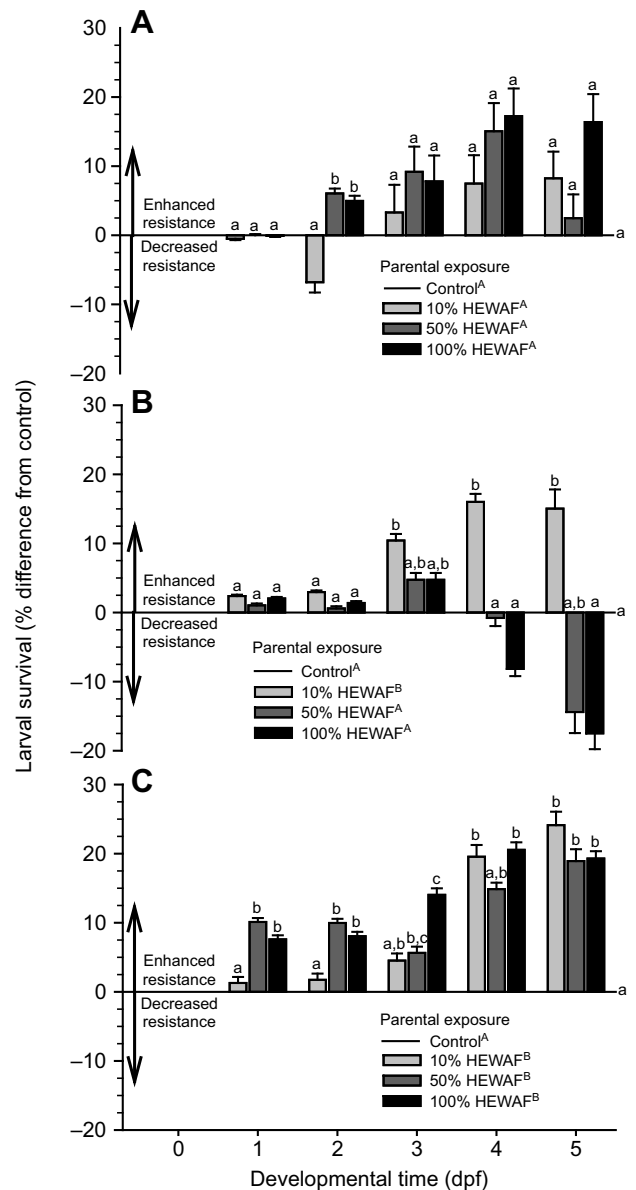 Larval survival (% difference from control)
A
30
20
10
0
–10
–20
Enhanced
resistance
Decreased
resistance
a a a
a b b
a a a
a a a
a a a
a
Parental exposure
Control^A
10% HEWAF^A
50% HEWAF^A
100% HEWAF^A
B
30
20
10
0
–10
–20
Enhanced
resistance
Decreased
resistance
a a a
a a a
b a,b a,b
b a a
b a,b a
a
Parental exposure
Control^A
10% HEWAF^B
50% HEWAF^A
100% HEWAF^A
C
30
20
10
0
–10
–20
Enhanced
resistance
Decreased
resistance
a b b
a b b
a,b b,c c
b a,b b
b b b
a
Parental exposure
Control^A
10% HEWAF^B
50% HEWAF^B
100% HEWAF^B
0 1 2 3 4 5
Developmental time (dpf)